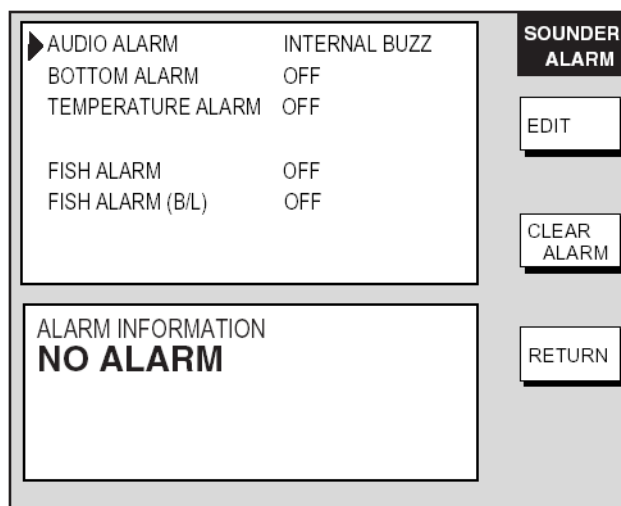 AUDIO ALARM INTERNAL BUZZ
BOTTOM ALARM OFF
TEMPERATURE ALARM OFF
FISH ALARM OFF
FISH ALARM (B/L) OFF
ALARM INFORMATION
NO ALARM
SOUNDER
ALARM
EDIT
CLEAR
ALARM
RETURN